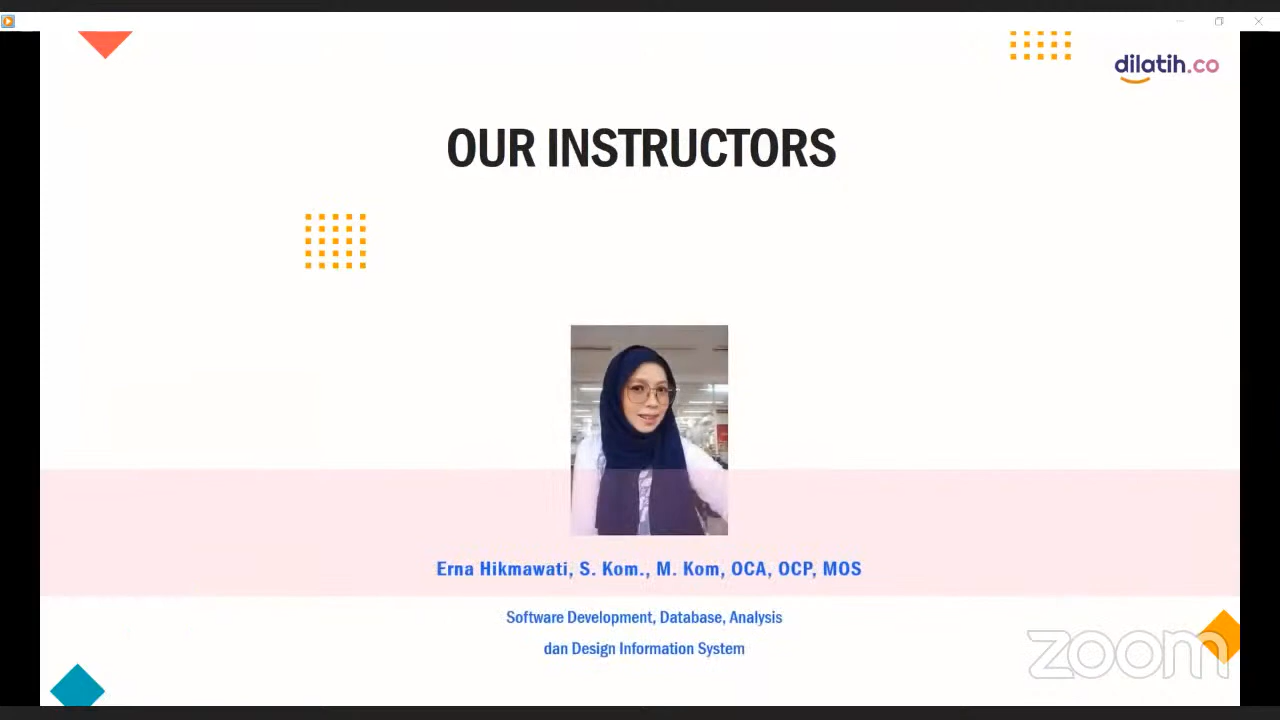 dilatih.co
OUR INSTRUCTORS
Erna Hikmawati, S. Kom., M. Kom, OCA, OCP, MOS
Software Development, Database, Analysis
dan Design Information System
zoom